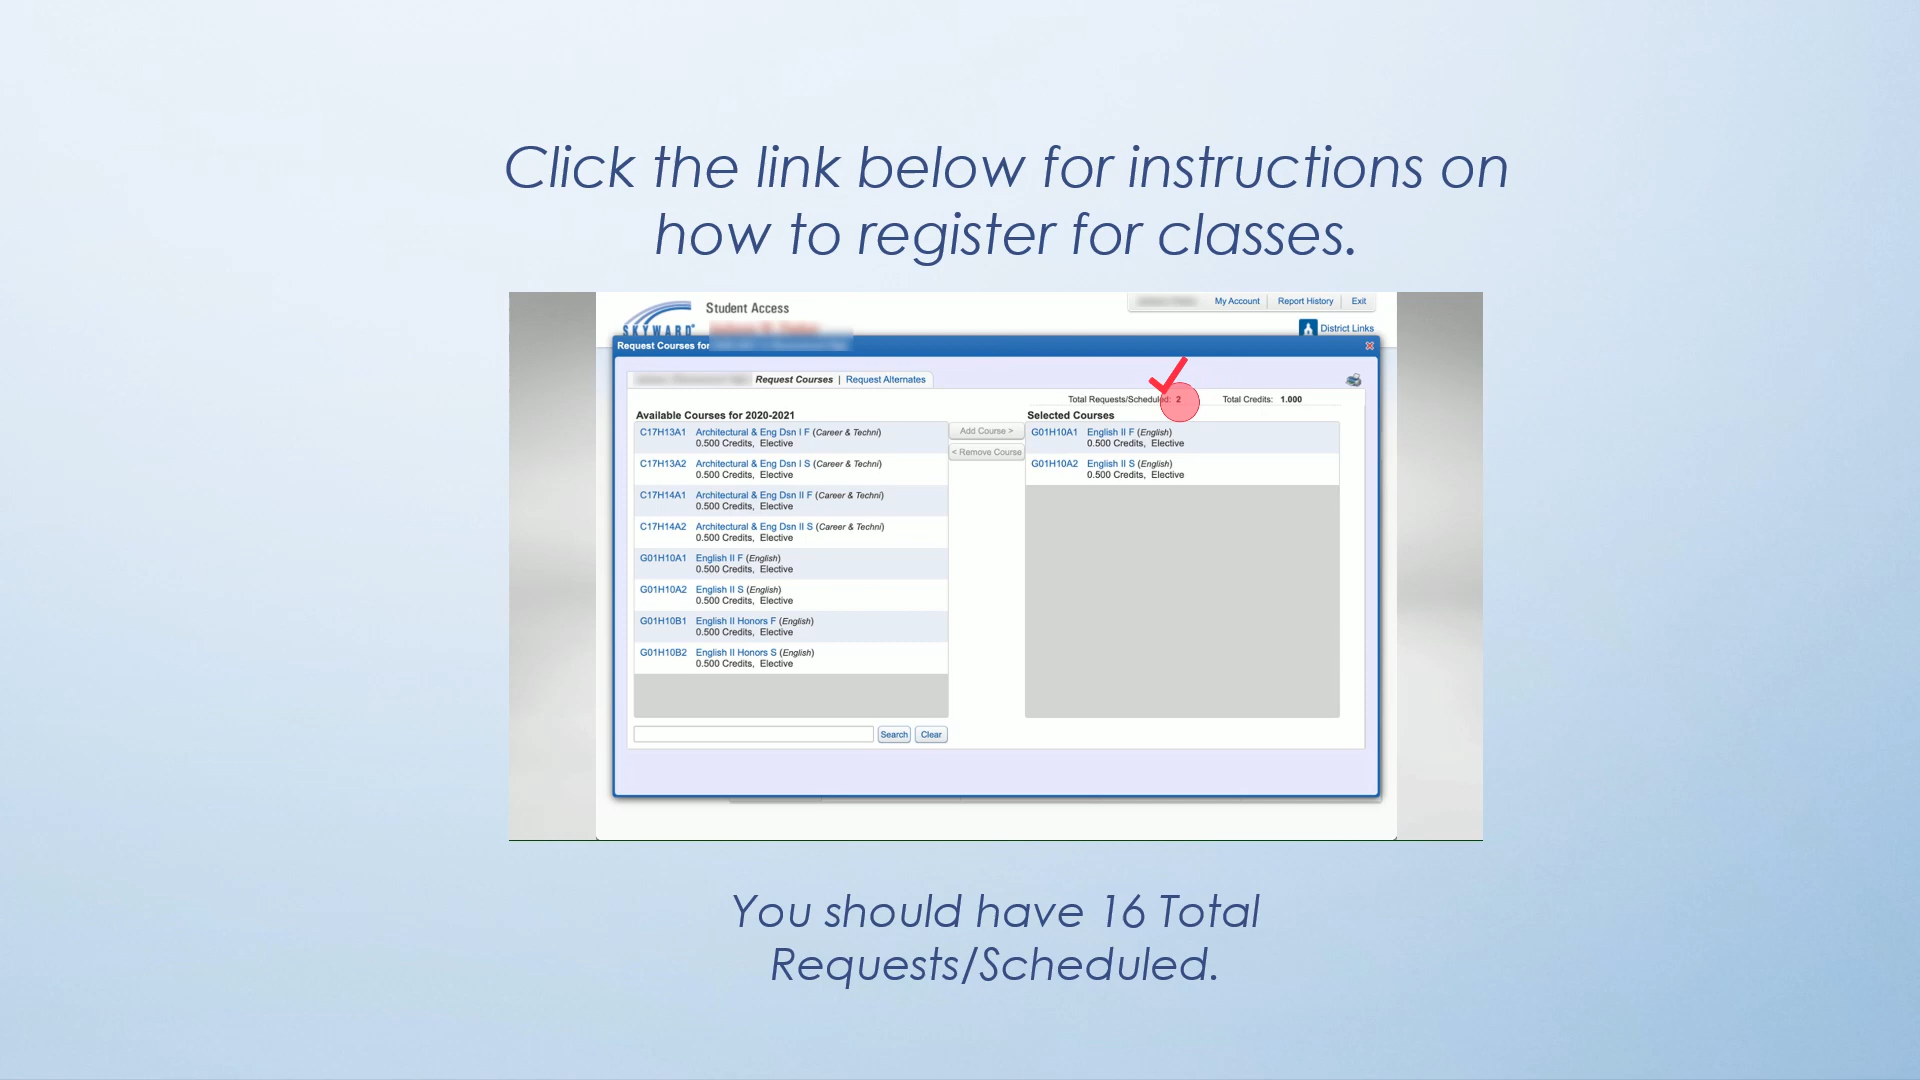 Click the link below for instructions on
how to register for classes.
Student Access
SKYWARD
My Account
Report History
Exit
District Links
Request Courses for
Request Courses | Request Alternates
Total Requests/Scheduled: 2
Total Credits: 1.000
Available Courses for 2020-2021
C17H13A1 Architectural & Eng Dsn I F (Career & Techni)
0.500 Credits, Elective
C17H13A2 Architectural & Eng Dsn I S (Career & Techni)
0.500 Credits, Elective
C17H14A1 Architectural & Eng Dsn II F (Career & Techni)
0.500 Credits, Elective
C17H14A2 Architectural & Eng Dsn II S (Career & Techni)
0.500 Credits, Elective
G01H10A1 English II F (English)
0.500 Credits, Elective
G01H10A2 English II S (English)
0.500 Credits, Elective
G01H10B1 English II Honors F (English)
0.500 Credits, Elective
G01H10B2 English II Honors S (English)
0.500 Credits, Elective
Search
Clear
Add Course >
< Remove Course
Selected Courses
G01H10A1 English II F (English)
0.500 Credits, Elective
G01H10A2 English II S (English)
0.500 Credits, Elective
You should have 16 Total
Requests/Scheduled.